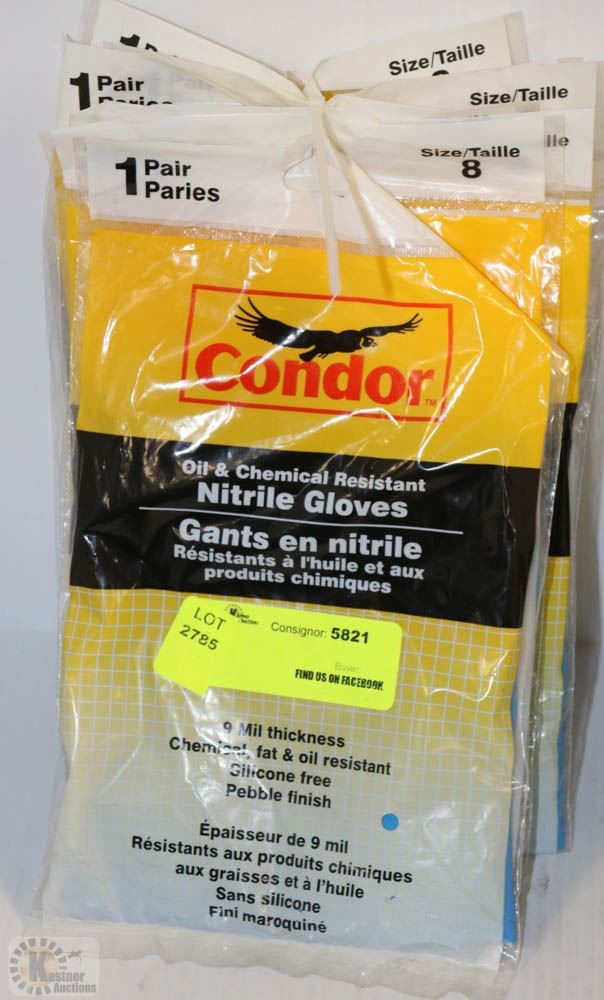 Size/Taille
1 Pair
Size/Taille
1 Pair
Paries
Size/Taille
8
Condor
TM
Oil & Chemical Resistant
Nitrile Gloves
Gants en nitrile
Résistants à l'huile et aux
produits chimiques
LOT
2785
Consignor: 5821
Buyer:
FIND US ON FACEBOOK
9 Mil thickness
Chemical, fat & oil resistant
Silicone free
Pebble finish
Épaisseur de 9 mil
Résistants aux produits chimiques
aux graisses et à l'huile
Sans silicone
Fini maroquiné
Kastner
Auctions